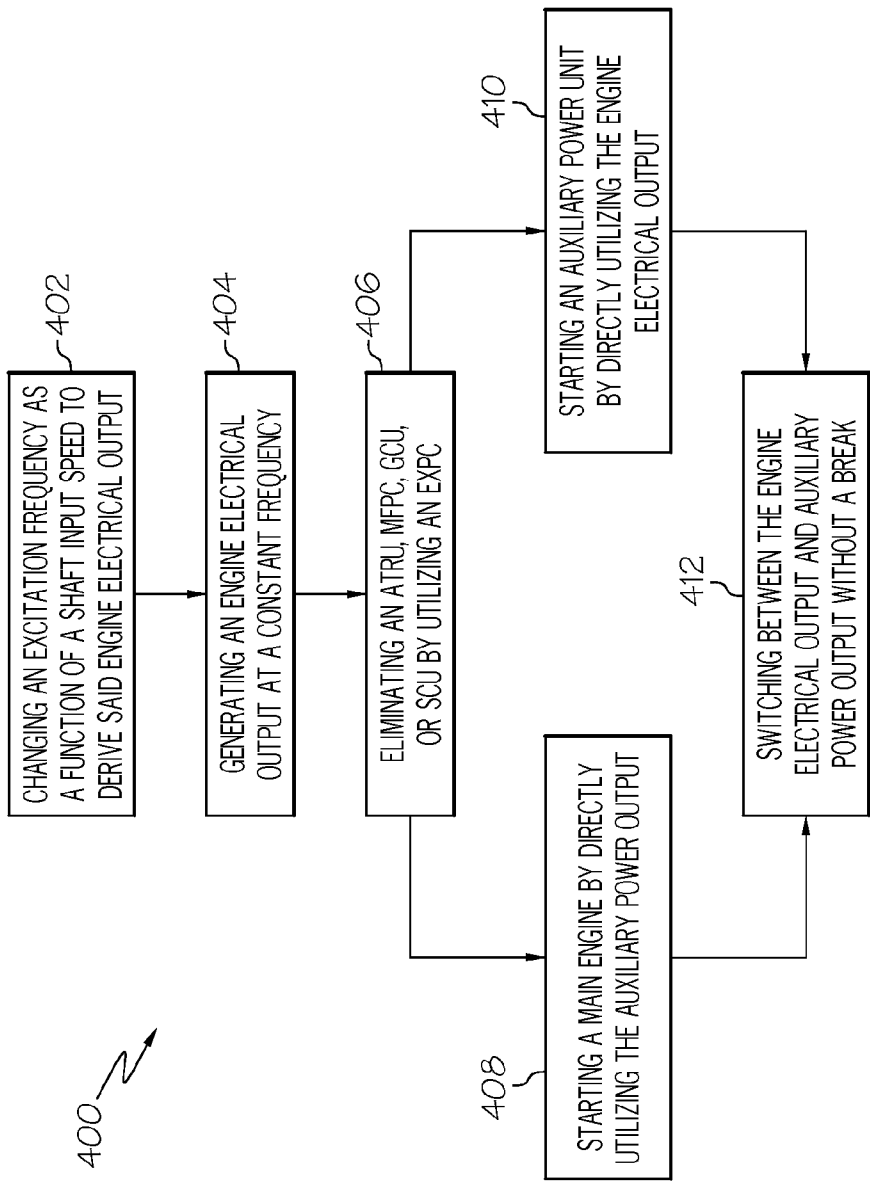 400
402
CHANGING AN EXCITATION FREQUENCY AS
A FUNCTION OF A SHAFT INPUT SPEED TO
DERIVE SAID ENGINE ELECTRICAL OUTPUT
404
GENERATING AN ENGINE ELECTRICAL
OUTPUT AT A CONSTANT FREQUENCY
406
ELIMINATING AN ATRU, MFPC, GCU,
OR SCU BY UTILIZING AN EXPC
408
STARTING A MAIN ENGINE BY DIRECTLY
UTILIZING THE AUXILIARY POWER OUTPUT
410
STARTING AN AUXILIARY POWER UNIT
BY DIRECTLY UTILIZING THE ENGINE
ELECTRICAL OUTPUT
412
SWITCHING BETWEEN THE ENGINE
ELECTRICAL OUTPUT AND AUXILIARY
POWER OUTPUT WITHOUT A BREAK